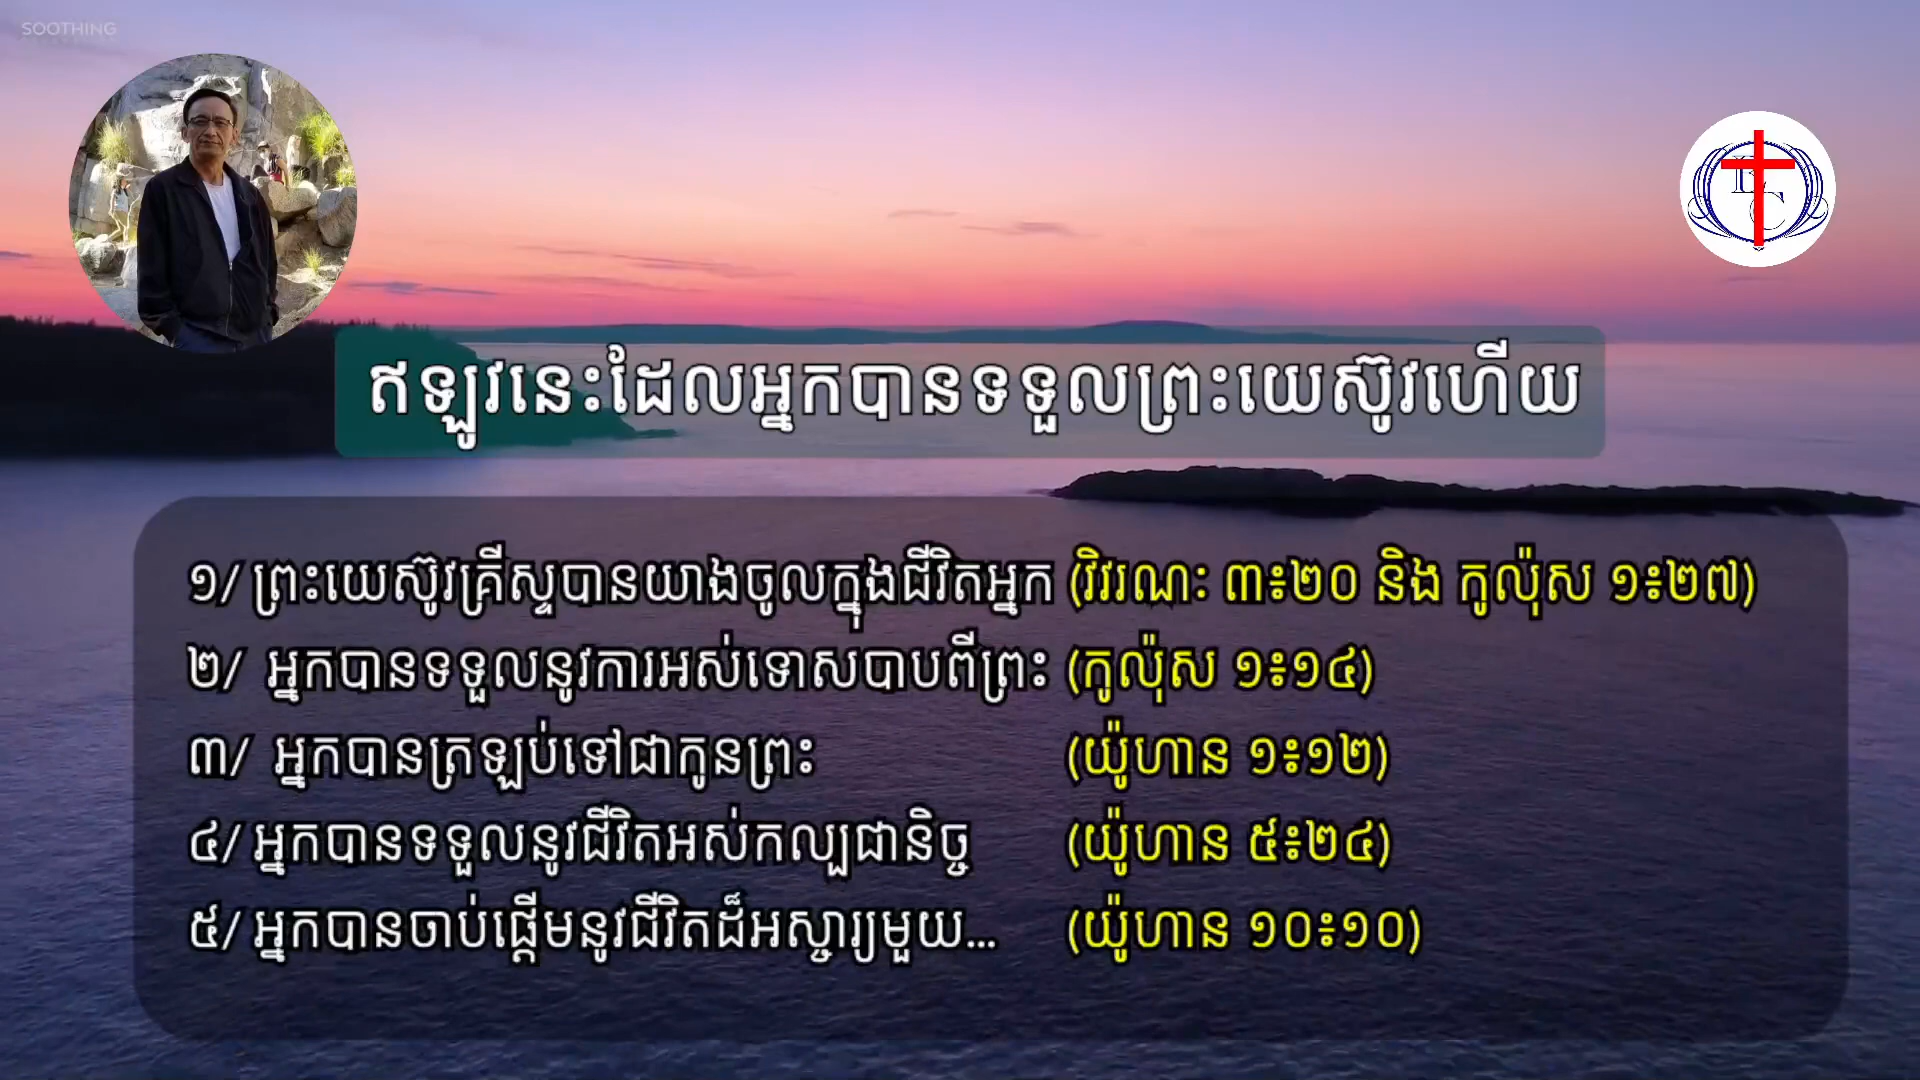 SOOTHING
ឥឡូវនេះដែលអ្នកបានទទួលព្រះយេស៊ូវហើយ
១/ ព្រះយេស៊ូវគ្រីស្ទបានយាងចូលក្នុងជីវិតអ្នក (វិវរណៈ ៣៖២០ និង កូល៉ុស ១៖២៧)
២/ អ្នកបានទទួលនូវការអស់ទោសបាបពីព្រះ (កូល៉ុស ១៖១៤)
៣/ អ្នកបានត្រឡប់ទៅជាកូនព្រះ (យ៉ូហាន ១៖១២)
៤/ អ្នកបានទទួលនូវជីវិតអស់កល្បជានិច្ច (យ៉ូហាន ៥៖២៤)
៥/ អ្នកបានចាប់ផ្ដើមនូវជីវិតដ៏អស្ចារ្យមួយ... (យ៉ូហាន ១០៖១០)